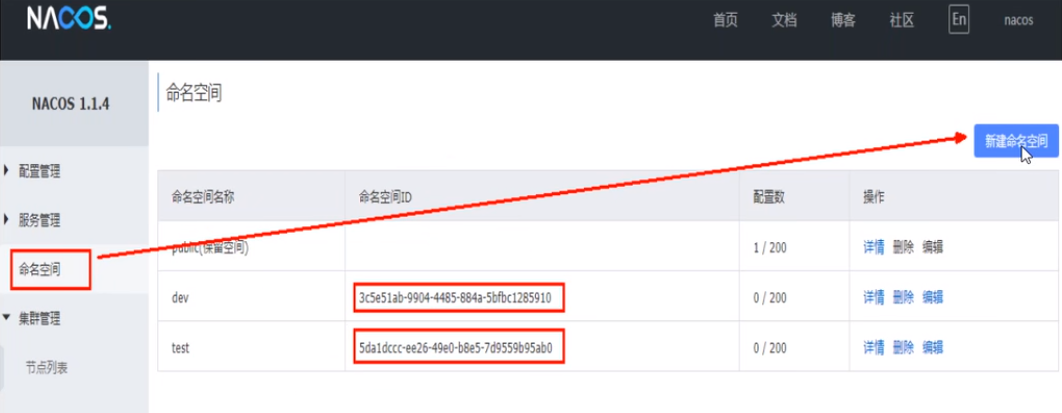 NACOS.
首页 文档 博客 社区 En nacos
NACOS 1.1.4
配置管理
服务管理
命名空间
集群管理
节点列表
命名空间
新建命名空间
命名空间名称 命名空间ID 配置数 操作
public(保留空间) 1 / 200 详情 删除 编辑
dev 3c5e51ab-9904-4485-884a-5bfbc1285910 0 / 200 详情 删除 编辑
test 5da1dccc-ee26-49e0-b8e5-7d9559b95ab0 0 / 200 详情 删除 编辑